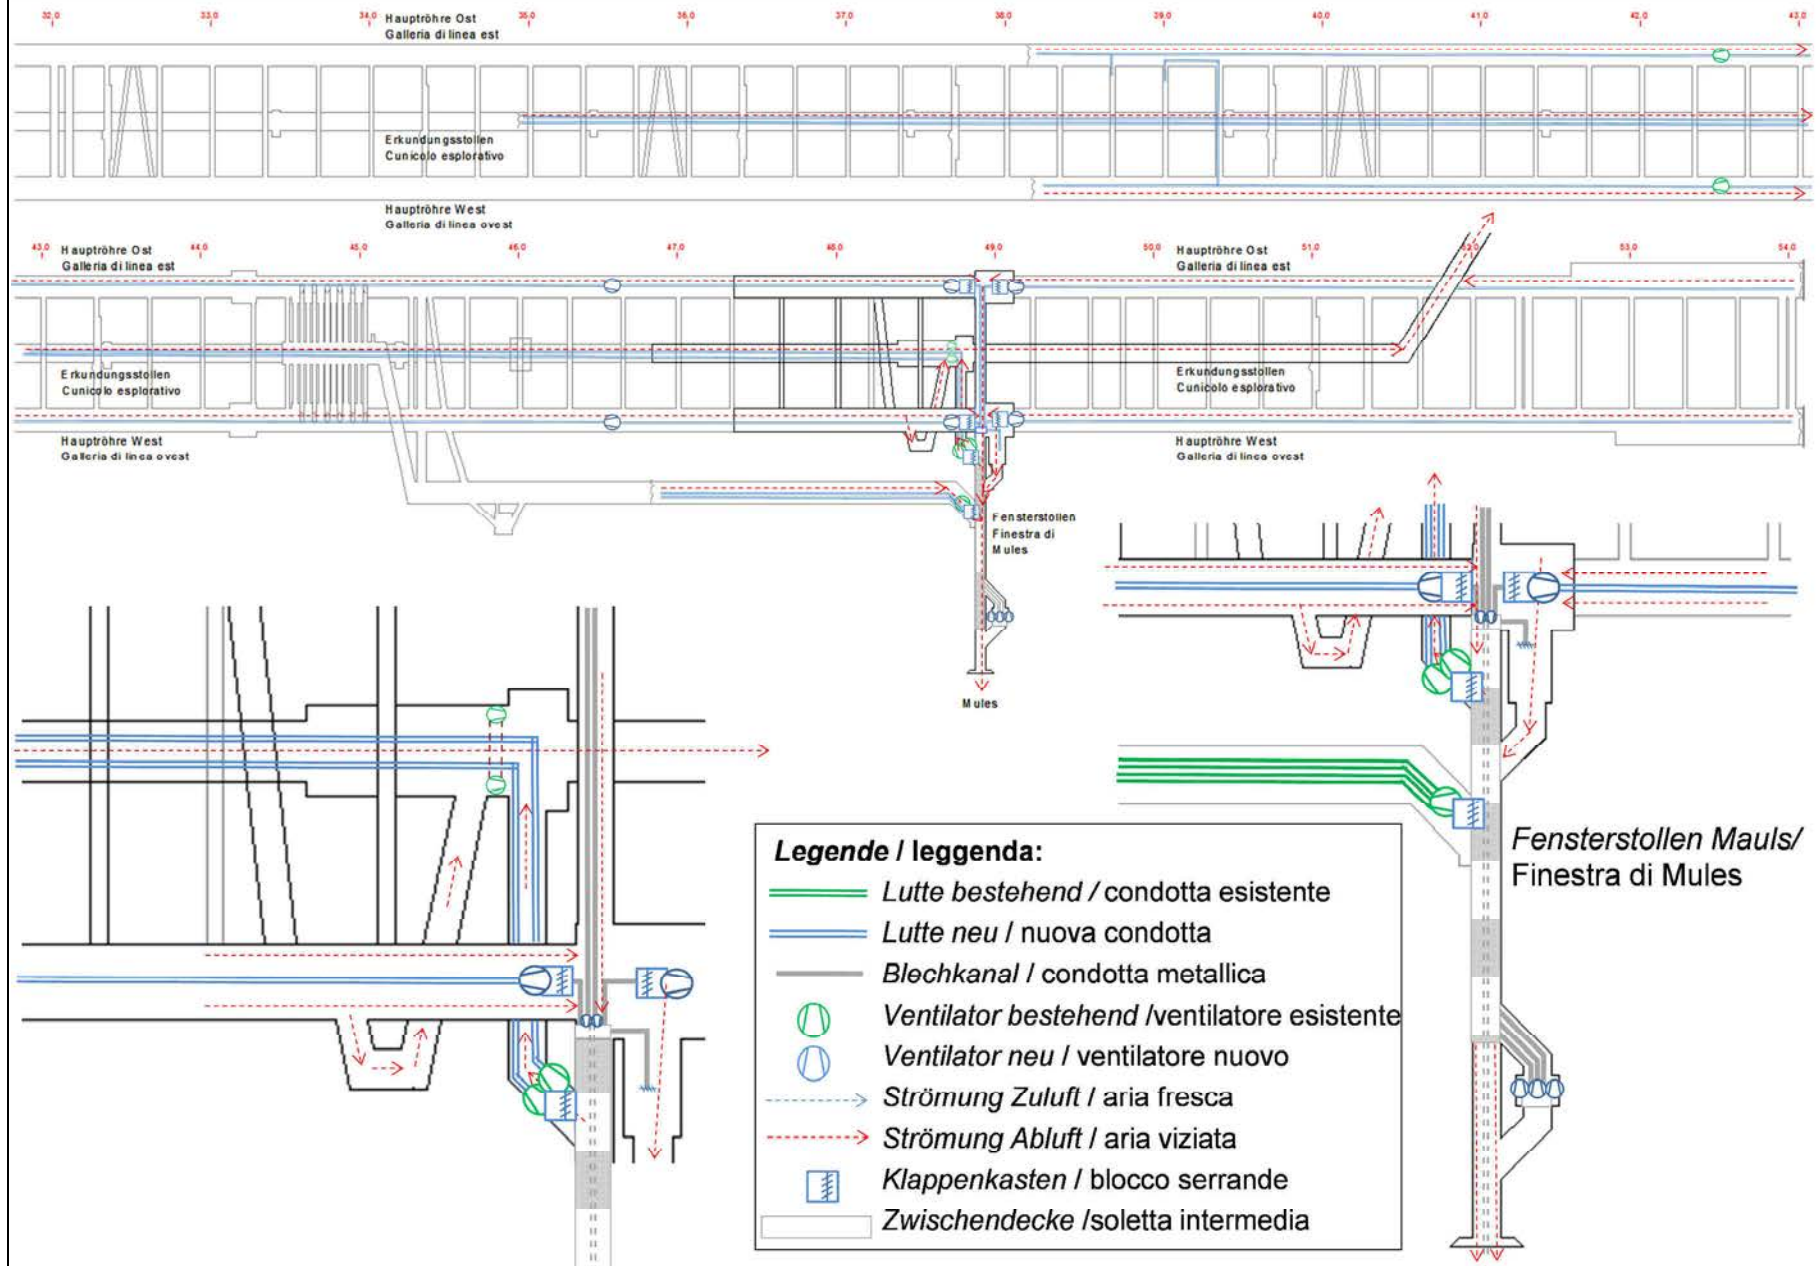 32,0 33,0 34,0 35,0 36,0 37,0 38,0 39,0 40,0 41,0 42,0 43,0
Hauptröhre Ost
Galleria di linea est
Erkundungsstollen
Cunicolo esplorativo
Hauptröhre West
Galleria di linea ovest
43,0 44,0 45,0 46,0 47,0 48,0 49,0 50,0 51,0 52,0 53,0 54,0
Hauptröhre Ost
Galleria di linea est
Hauptröhre Ost
Galleria di linea est
Erkundungsstollen
Cunicolo esplorativo
Erkundungsstollen
Cunicolo esplorativo
Hauptröhre West
Galleria di linea ovest
Hauptröhre West
Galleria di linea ovest
Fensterstollen
Finestra di
Mules
Mules
Fensterstollen Mauls/
Finestra di Mules
Legende / leggenda:
Lutte bestehend / condotta esistente
Lutte neu / nuova condotta
Blechkanal / condotta metallica
Ventilator bestehend /ventilatore esistente
Ventilator neu / ventilatore nuovo
Strömung Zuluft / aria fresca
Strömung Abluft / aria viziata
Klappenkasten / blocco serrande
Zwischendecke /soletta intermedia